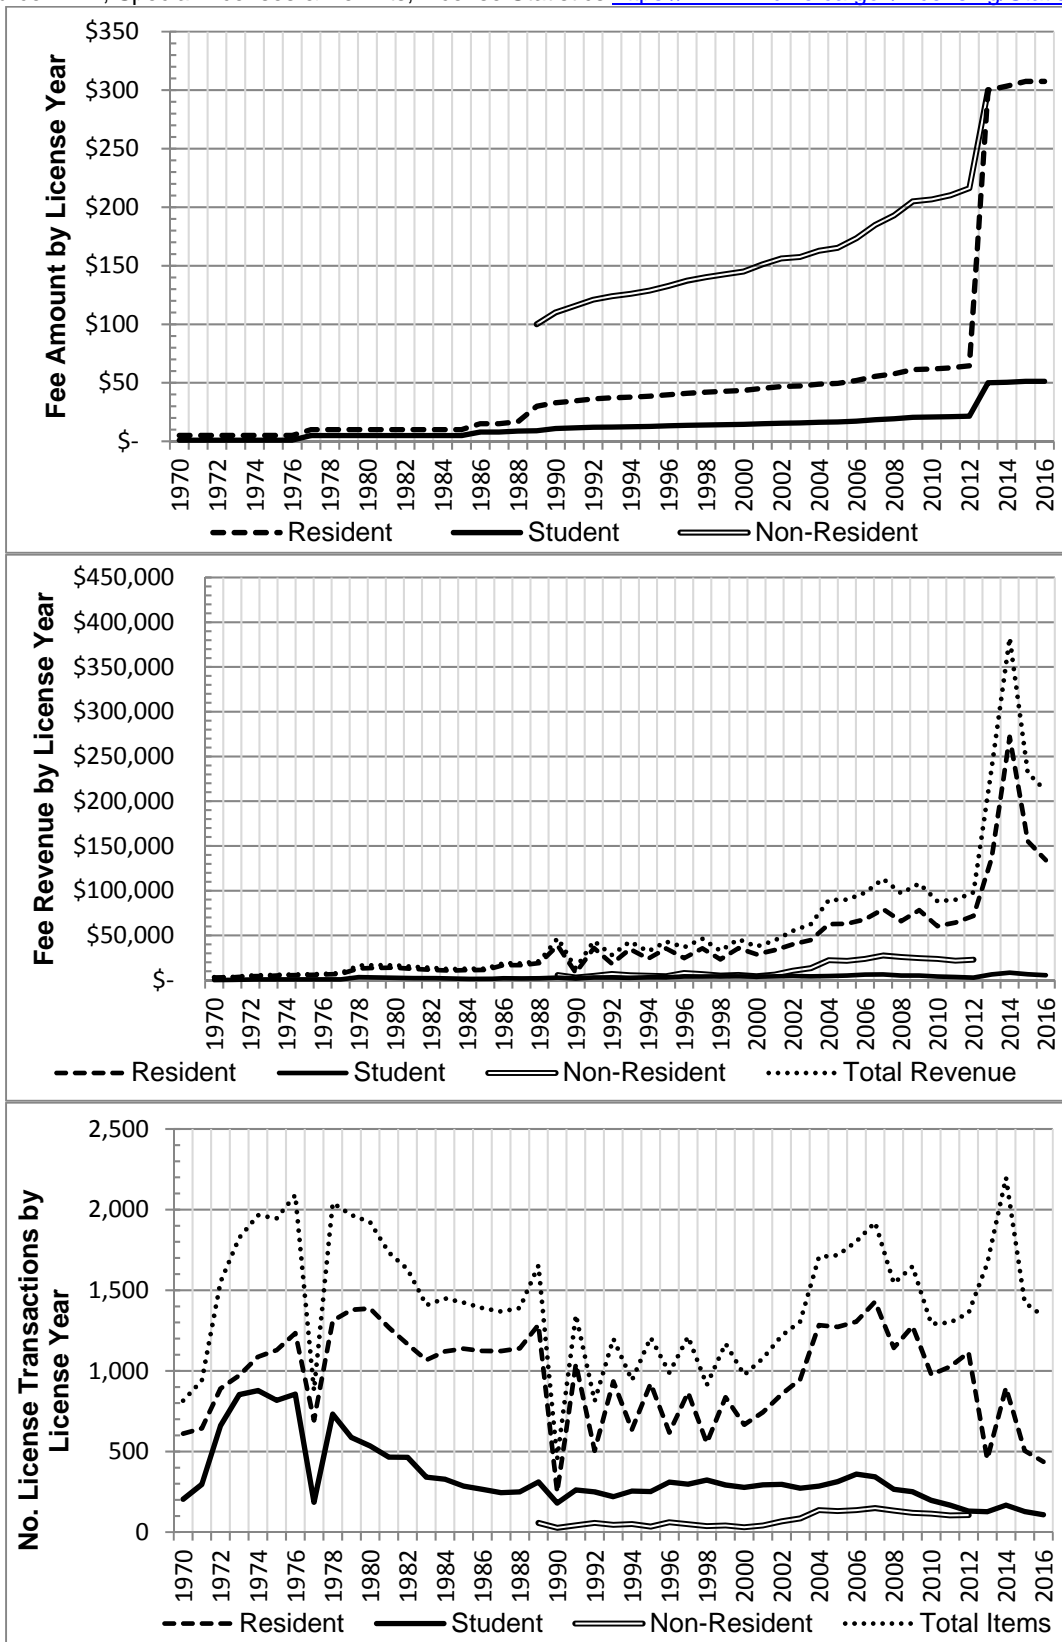 Fee Amount by License Year
$350
$300
$250
$200
$150
$100
$50
$-
1970 1972 1974 1976 1978 1980 1982 1984 1986 1988 1990 1992 1994 1996 1998 2000 2002 2004 2006 2008 2010 2012 2014 2016
Resident Student Non-Resident
Fee Revenue by License Year
$450,000
$400,000
$350,000
$300,000
$250,000
$200,000
$150,000
$100,000
$50,000
$-
1970 1972 1974 1976 1978 1980 1982 1984 1986 1988 1990 1992 1994 1996 1998 2000 2002 2004 2006 2008 2010 2012 2014 2016
Resident Student Non-Resident Total Revenue
No. License Transactions by
License Year
2,500
2,000
1,500
1,000
500
0
1970 1972 1974 1976 1978 1980 1982 1984 1986 1988 1990 1992 1994 1996 1998 2000 2002 2004 2006 2008 2010 2012 2014 2016
Resident Student Non-Resident Total Items